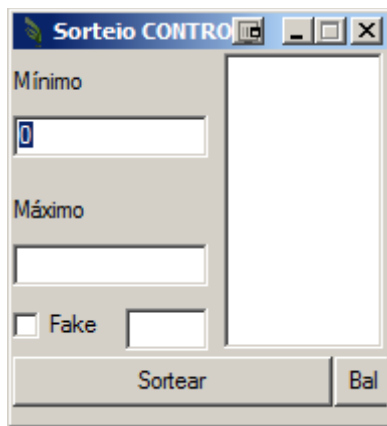 Sorteio CONTRO
Mínimo
0
Máximo
Fake
Sortear Bal